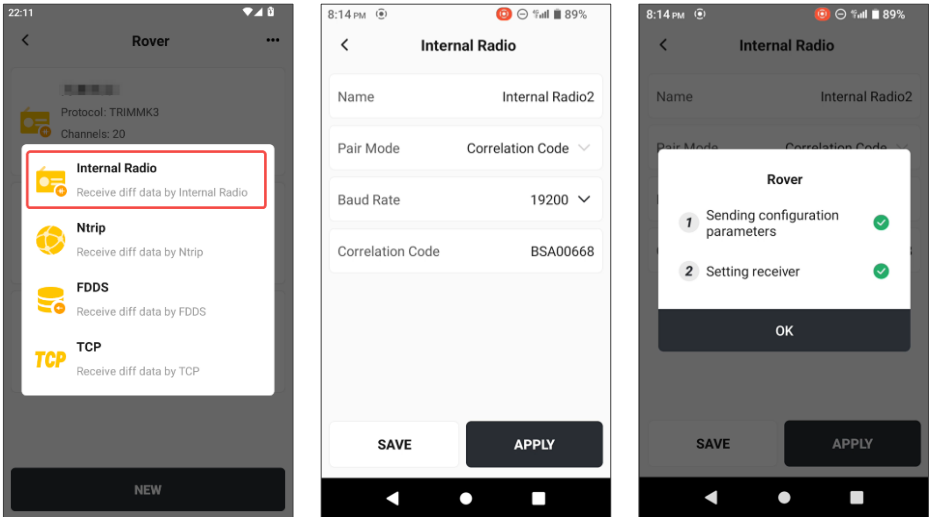 22:11
Rover
Protocol: TRIMMK3
Channels: 20
Internal Radio
Receive diff data by Internal Radio
Ntrip
Receive diff data by Ntrip
FDDS
Receive diff data by FDDS
TCP
TCP
Receive diff data by TCP
NEW
8:14 PM
89%
Internal Radio
Name
Internal Radio2
Pair Mode
Correlation Code
Baud Rate
19200
Correlation Code
BSA00668
SAVE
APPLY
8:14 PM
89%
Internal Radio
Name
Internal Radio2
Pair Mode
Correlation Code
Rover
1 Sending configuration
parameters
2 Setting receiver
OK
SAVE
APPLY